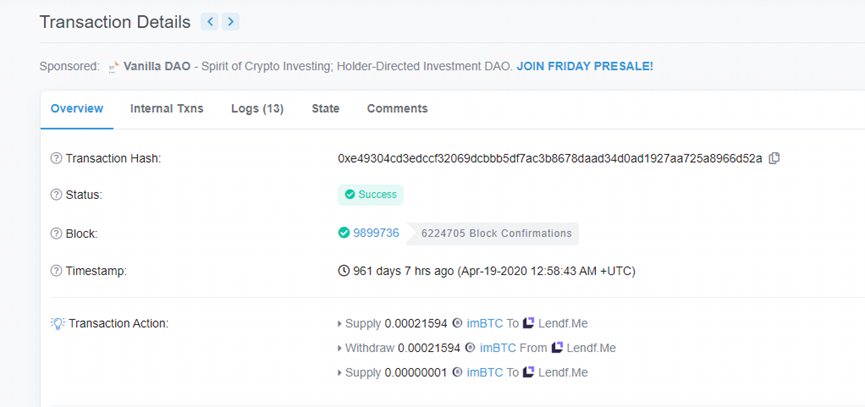 Transaction Details
Sponsored: Vanilla DAO - Spirit of Crypto Investing; Holder-Directed Investment DAO. JOIN FRIDAY PRESALE!
Overview Internal Txns Logs (13) State Comments
Transaction Hash: 0xe49304cd3edccf32069dcbbb5df7ac3b8678daad34d0ad1927aa725a8966d52a
Status: Success
Block: 9899736 6224705 Block Confirmations
Timestamp: 961 days 7 hrs ago (Apr-19-2020 12:58:43 AM +UTC)
Transaction Action: Supply 0.00021594 imBTC To Lendf.Me
Withdraw 0.00021594 imBTC From Lendf.Me
Supply 0.00000001 imBTC To Lendf.Me